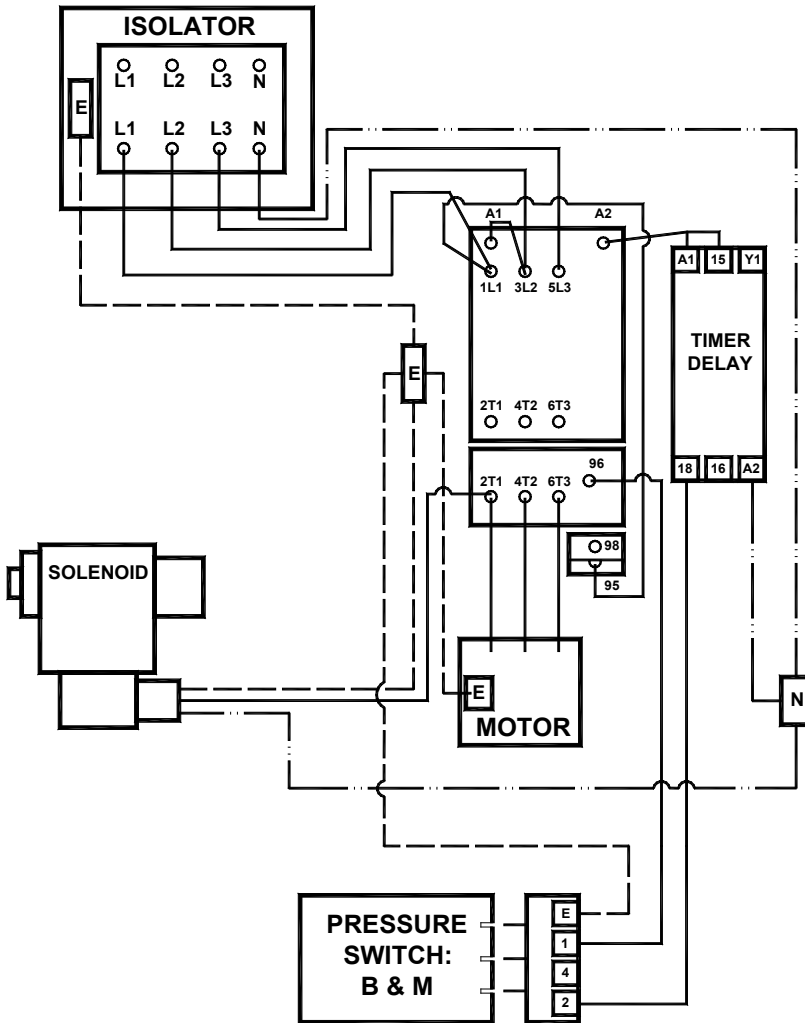 ISOLATOR
L1 L2 L3 N
E
L1 L2 L3 N
A1 A2
1L1 3L2 5L3
A1 15 Y1
TIMER
DELAY
E
2T1 4T2 6T3
96
2T1 4T2 6T3
18 16 A2
98
95
SOLENOID
E
MOTOR
N
PRESSURE
SWITCH:
B & M
E
1
4
2